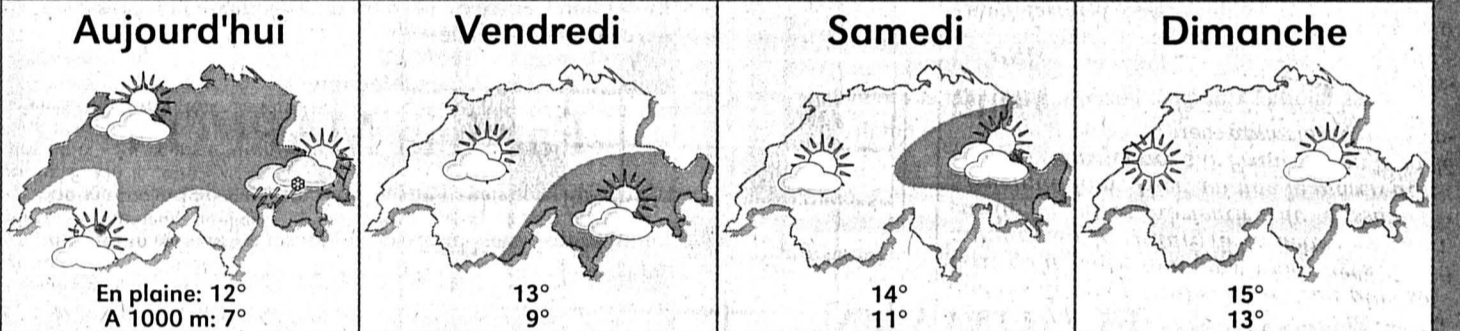 Aujourd'hui
En plaine: 12°
A 1000 m: 7°
Vendredi
13°
9°
Samedi
14°
11°
Dimanche
15°
13°